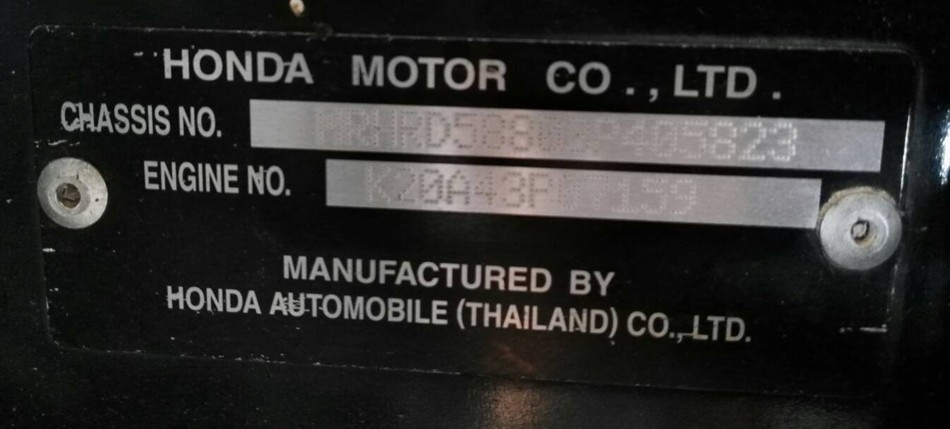 HONDA MOTOR CO., LTD.
CHASSIS NO.
ENGINE NO.
MANUFACTURED BY
HONDA AUTOMOBILE (THAILAND) CO., LTD.